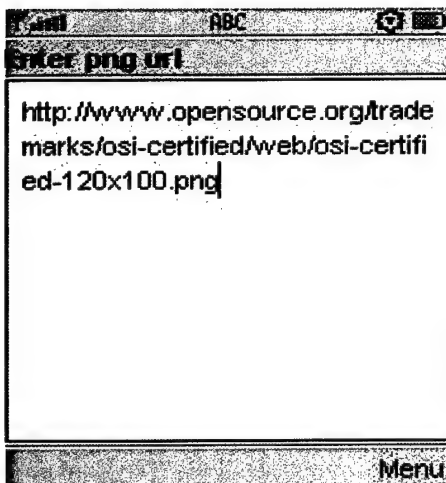 ABC
Enter png url
http://www.opensource.org/trade
marks/osi-certified/web/osi-certifi
ed-120x100.png
Menu